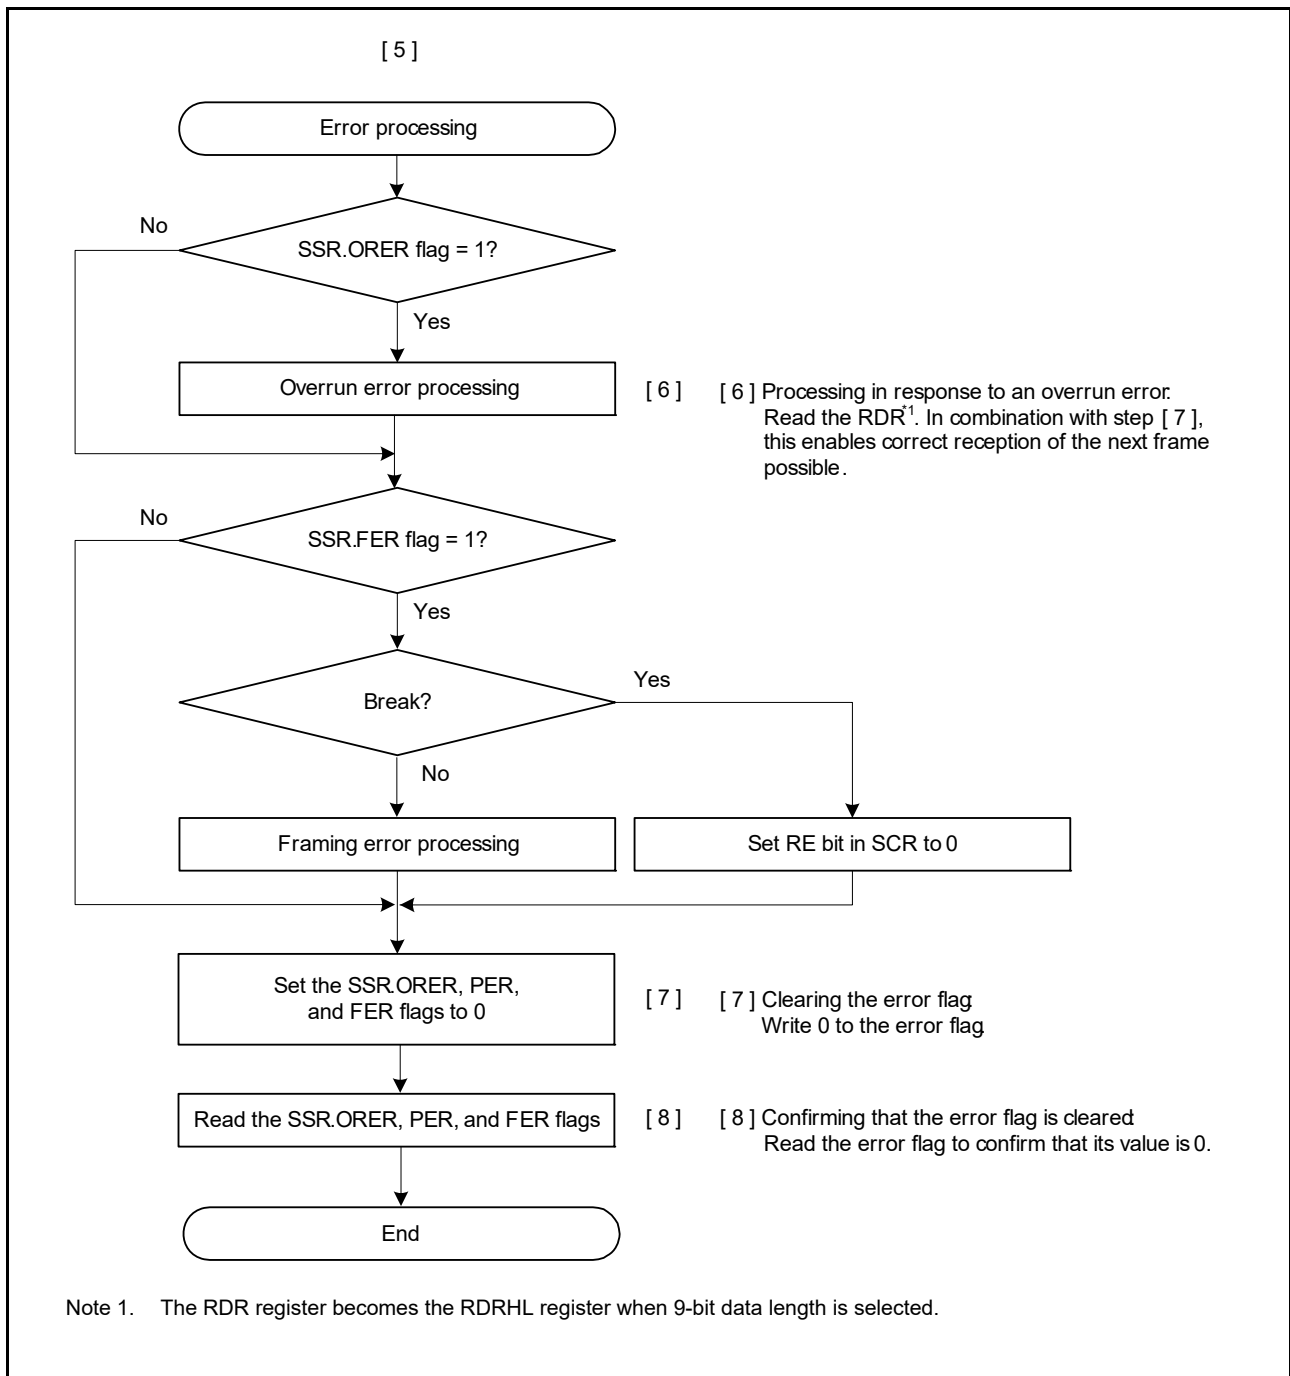 [ 5 ]
Error processing
No
SSR.ORER flag = 1?
Yes
Overrun error processing
[ 6 ]
[ 6 ] Processing in response to an overrun error:
Read the RDR*1. In combination with step [ 7 ],
this enables correct reception of the next frame
possible.
No
SSR.FER flag = 1?
Yes
Break?
Yes
No
Framing error processing
Set RE bit in SCR to 0
Set the SSR.ORER, PER,
and FER flags to 0
[ 7 ]
[ 7 ] Clearing the error flag:
Write 0 to the error flag.
Read the SSR.ORER, PER, and FER flags
[ 8 ]
[ 8 ] Confirming that the error flag is cleared:
Read the error flag to confirm that its value is 0.
End
Note 1. The RDR register becomes the RDRHL register when 9-bit data length is selected.